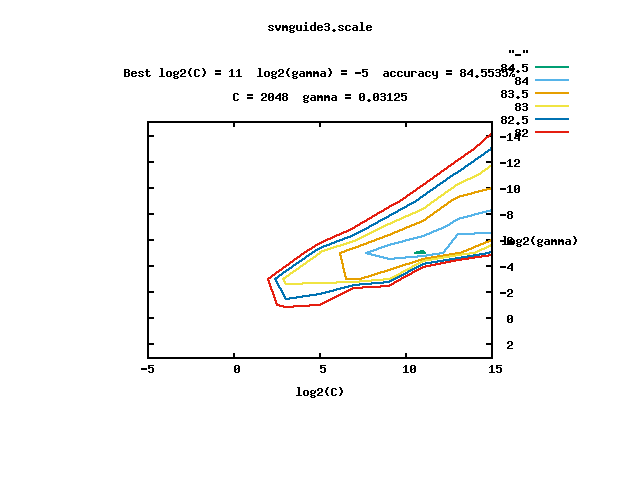 svmguide3.scale
"-"
Best log2(C) = 11  log2(gamma) = -5  accuracy = 84.5535%
84.5
84
C = 2048  gamma = 0.03125
83.5
83
82.5
82
-14
-12
-10
-8
-6
log2(gamma)
-4
-2
0
2
-5 0 5 10 15
log2(C)